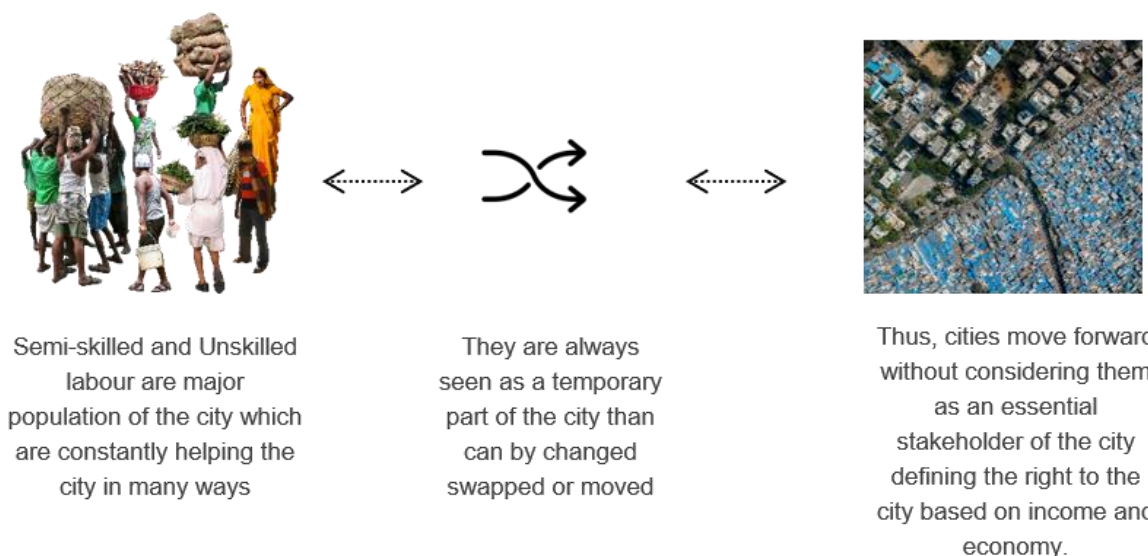 Semi-skilled and Unskilled
labour are major
population of the city which
are constantly helping the
city in many ways
They are always
seen as a temporary
part of the city than
can by changed
swapped or moved
Thus, cities move forward
without considering them
as an essential
stakeholder of the city
defining the right to the
city based on income and
economy.